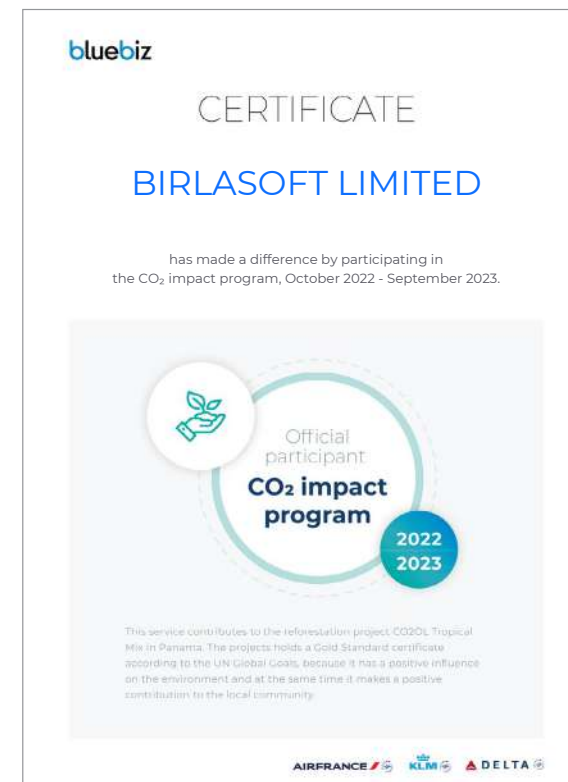 bluebiz
CERTIFICATE
BIRLASOFT LIMITED
has made a difference by participating in
the CO₂ impact program, October 2022 - September 2023.
Official
participant
CO₂ impact
program
2022
2023
This service contributes to the reforestation project CO2OL Tropical
Mix in Panama. The projects holds a Gold Standard certificate
according to the UN Global Goals, because it has a positive influence
on the environment and at the same time it makes a positive
contribution to the local community.
AIRFRANCE KLM DELTA